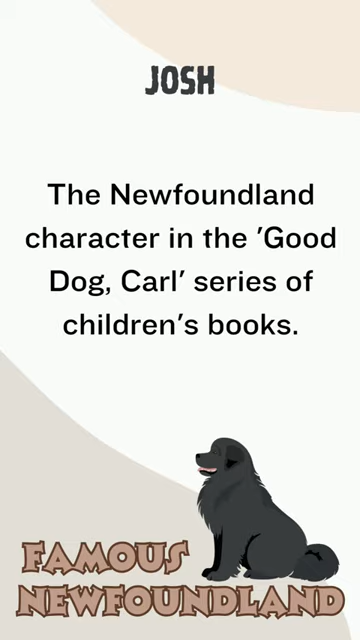 JOSH
The Newfoundland
character in the 'Good
Dog, Carl' series of
children's books.
FAMOUS
NEWFOUNDLAND